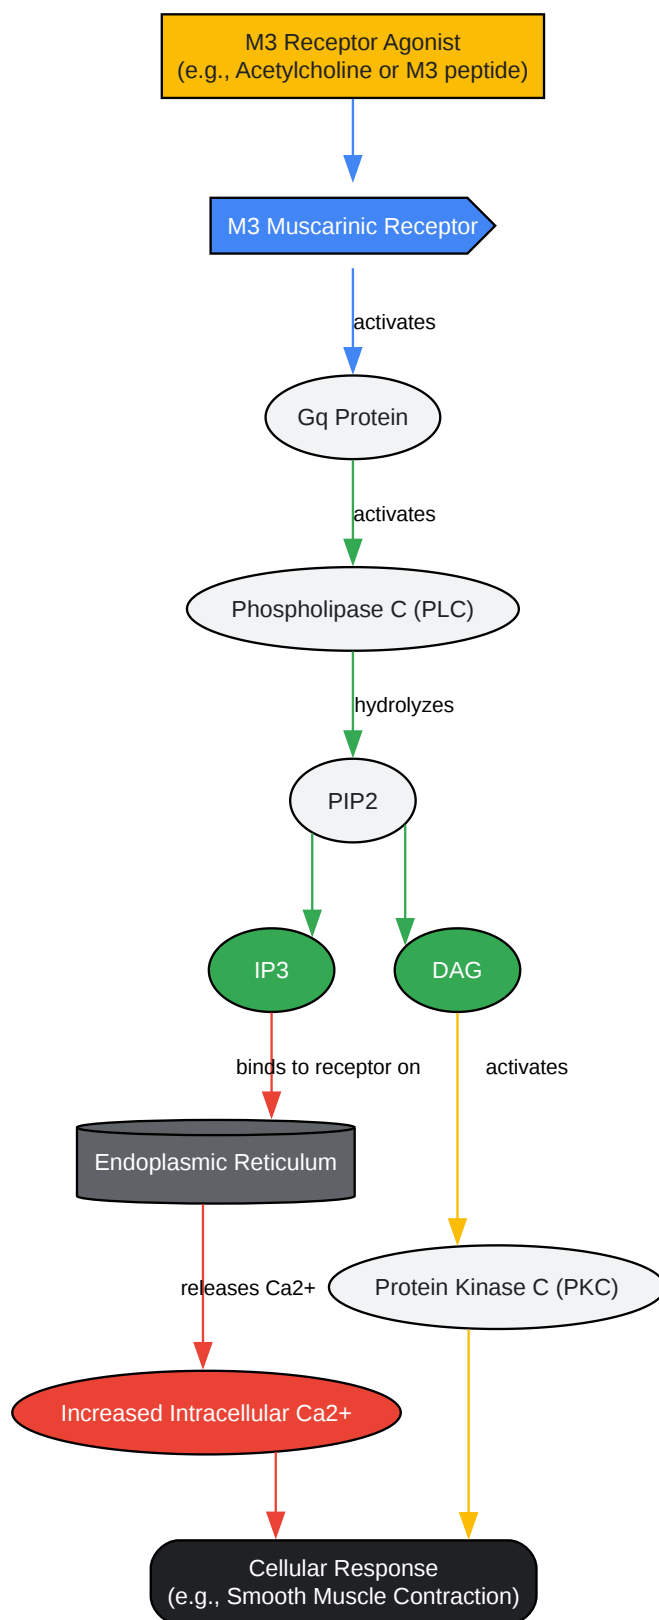 M3 Receptor Agonist
(e.g., Acetylcholine or M3 peptide)
M3 Muscarinic Receptor
activates
Gq Protein
activates
Phospholipase C (PLC)
hydrolyzes
PIP2
IP3
DAG
binds to receptor on
activates
Endoplasmic Reticulum
releases Ca2+
Protein Kinase C (PKC)
Increased Intracellular Ca2+
Cellular Response
(e.g., Smooth Muscle Contraction)